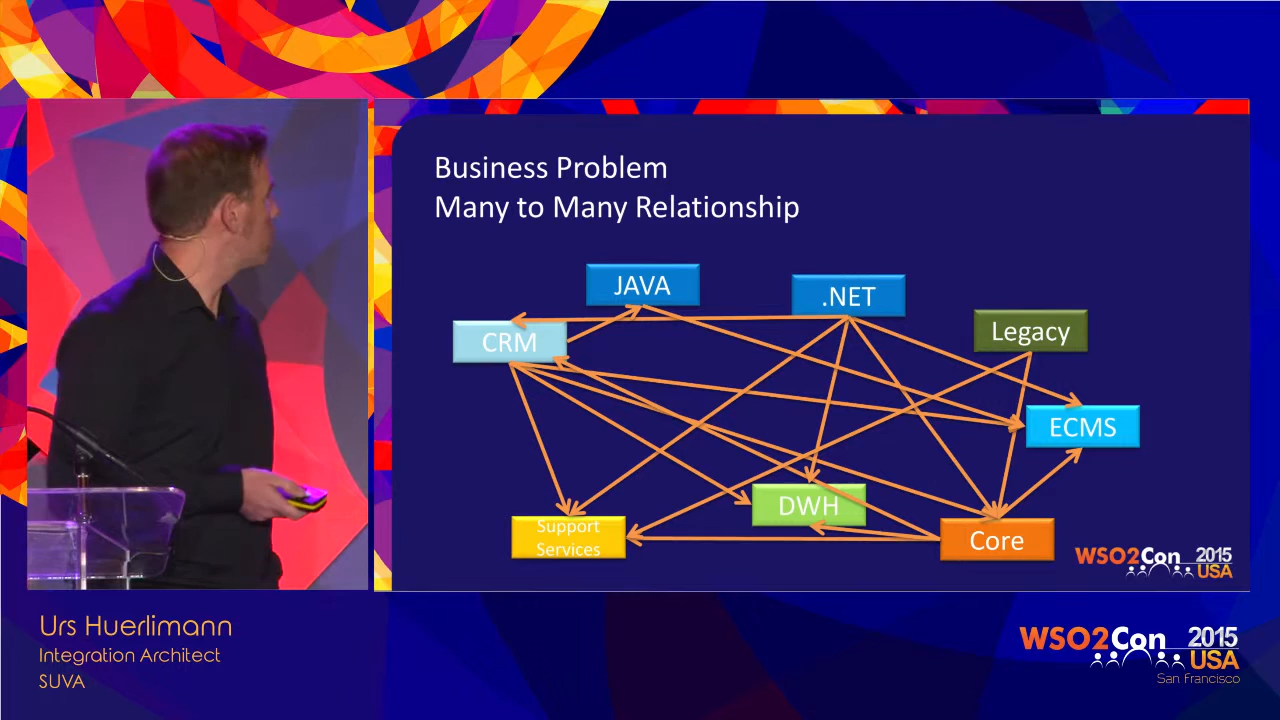 Business Problem
Many to Many Relationship
JAVA
.NET
Legacy
CRM
ECMS
DWH
Support
Services
Core
WSO2Con 2015
USA
Urs Huerlimann
Integration Architect
SUVA
WSO2Con 2015
USA
San Francisco